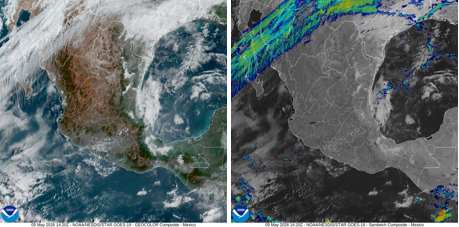 05 May 2026 14:20Z - NOAA/NESDIS/STAR GOES-19 - GEOCOLOR Composite - Mexico
05 May 2026 14:20Z - NOAA/NESDIS/STAR GOES-19 - Sandwich Composite - Mexico